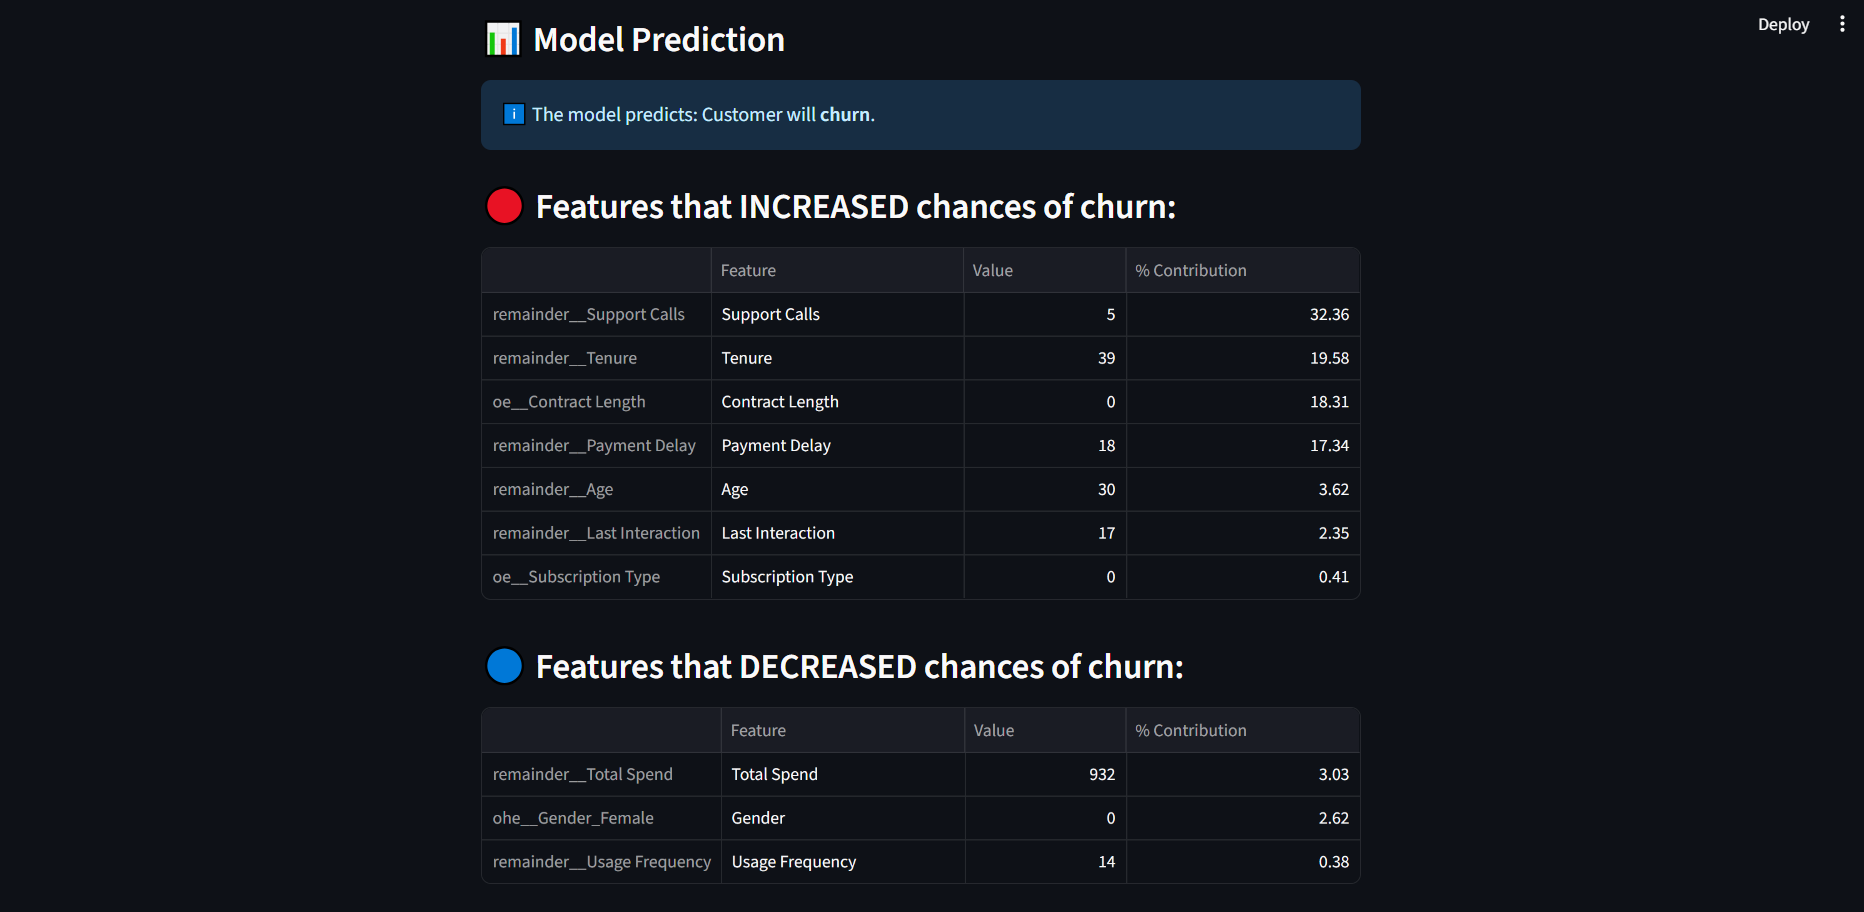 Deploy
Model Prediction
i The model predicts: Customer will churn.
Features that INCREASED chances of churn:
Feature Value % Contribution
remainder__Support Calls Support Calls 5 32.36
remainder__Tenure Tenure 39 19.58
oe__Contract Length Contract Length 0 18.31
remainder__Payment Delay Payment Delay 18 17.34
remainder__Age Age 30 3.62
remainder__Last Interaction Last Interaction 17 2.35
oe__Subscription Type Subscription Type 0 0.41
Features that DECREASED chances of churn:
Feature Value % Contribution
remainder__Total Spend Total Spend 932 3.03
ohe__Gender_Female Gender 0 2.62
remainder__Usage Frequency Usage Frequency 14 0.38